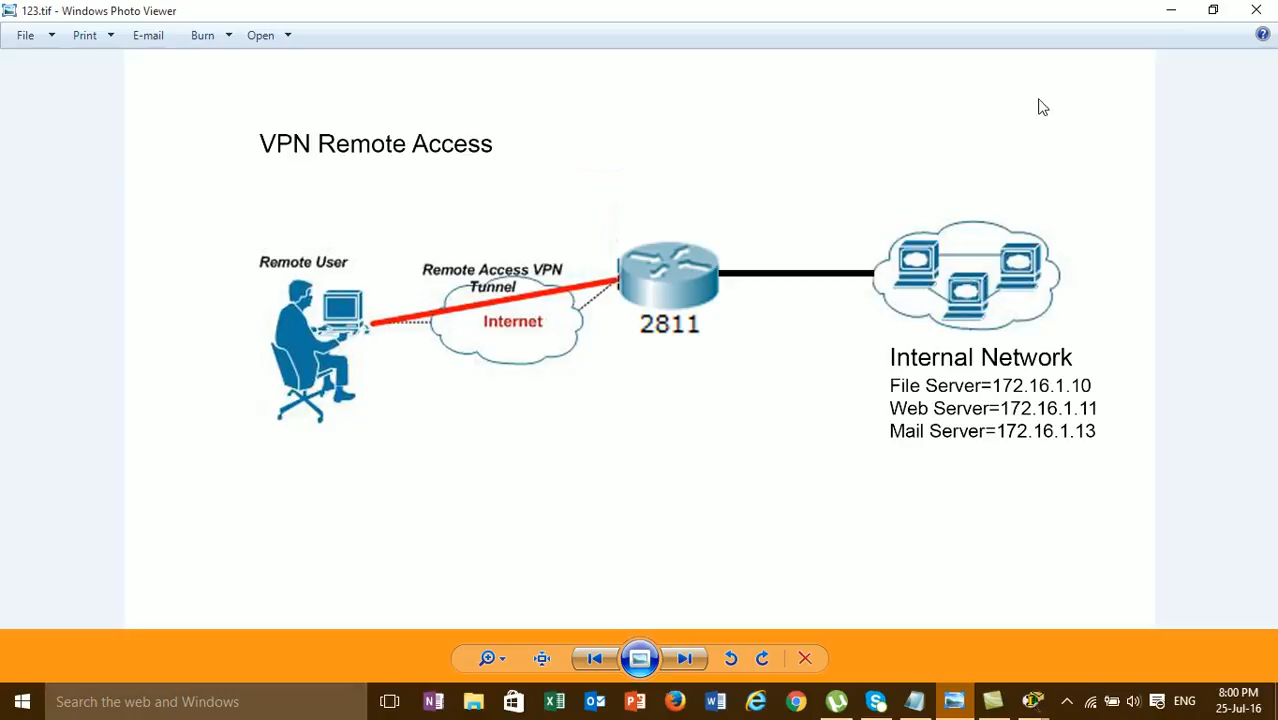 123.tif - Windows Photo Viewer
File Print E-mail Burn Open
VPN Remote Access
Remote User
Remote Access VPN
Tunnel
Internet
2811
Internal Network
File Server=172.16.1.10
Web Server=172.16.1.11
Mail Server=172.16.1.13
Search the web and Windows
ENG
8:00 PM
25-Jul-16